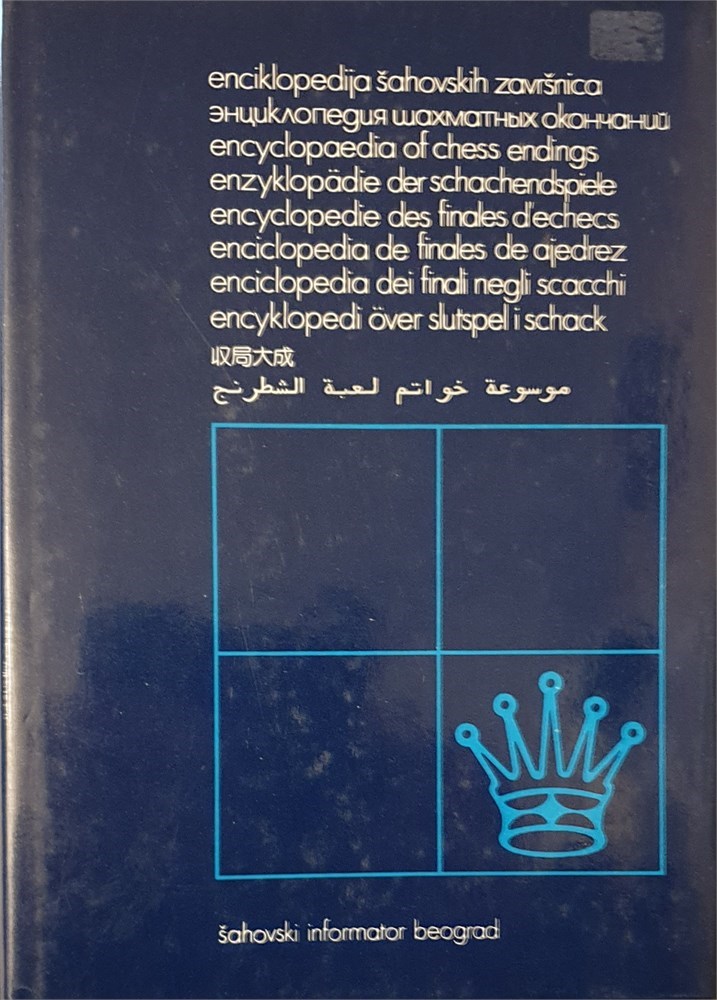 enciklopedija šahovskih završnica
энциклопедия шахматных окончаний
encyclopaedia of chess endings
enzyklopädie der schachendspiele
encyclopedie des finales d'echecs
enciclopedia de finales de ajedrez
enciclopedia dei finali negli scacchi
encyklopedi över slutspel i schack
収局大成
موسوعة خواتم لعبة الشطرنج
šahovski informator beograd